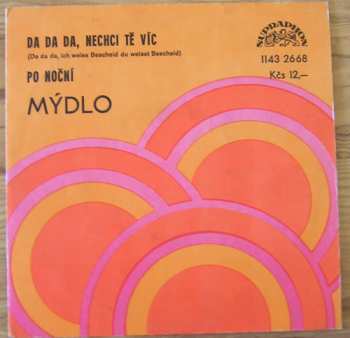 DA DA DA, NECHCI TĚ VÍC
(Da da da, ich weiss Bescheid du weisst Bescheid)
PO NOČNÍ
MÝDLO
SUPRAPHON
1143 2668
Kčs 12,—